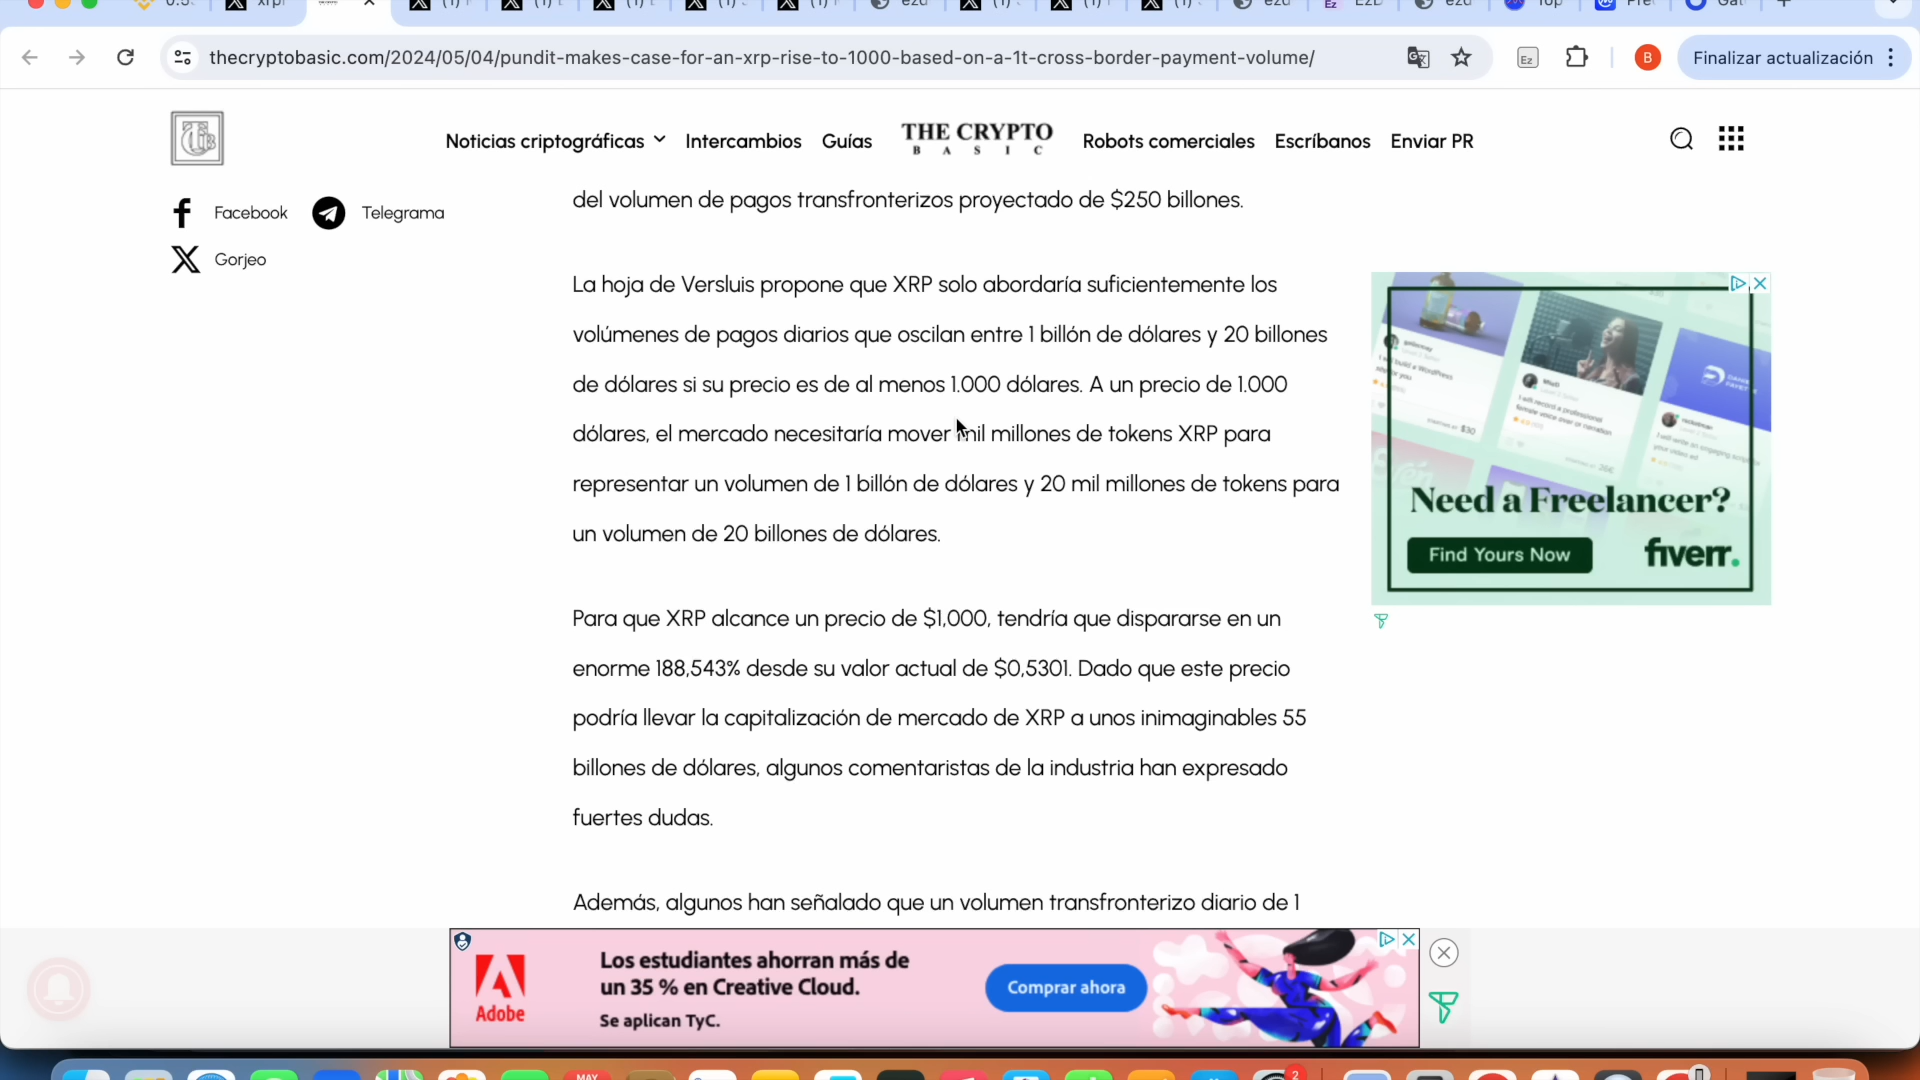 thecryptobasic.com/2024/05/04/pundit-makes-case-for-an-xrp-rise-to-1000-based-on-a-1t-cross-border-payment-volume/
B
Finalizar actualización
Noticias criptográficas
Intercambios
Guías
THE CRYPTO
BASIC
Robots comerciales
Escríbanos
Enviar PR
Facebook
Telegrama
Gorjeo
del volumen de pagos transfronterizos proyectado de $250 billones.
La hoja de Versluis propone que XRP solo abordaría suficientemente los
volúmenes de pagos diarios que oscilan entre 1 billón de dólares y 20 billones
de dólares si su precio es de al menos 1.000 dólares. A un precio de 1.000
dólares, el mercado necesitaría mover mil millones de tokens XRP para
representar un volumen de 1 billón de dólares y 20 mil millones de tokens para
un volumen de 20 billones de dólares.
Para que XRP alcance un precio de $1,000, tendría que dispararse en un
enorme 188,543% desde su valor actual de $0,5301. Dado que este precio
podría llevar la capitalización de mercado de XRP a unos inimaginables 55
billones de dólares, algunos comentaristas de la industria han expresado
fuertes dudas.
Además, algunos han señalado que un volumen transfronterizo diario de 1
Need a Freelancer?
Find Yours Now
fiverr.
Adobe
Los estudiantes ahorran más de
un 35 % en Creative Cloud.
Se aplican TyC.
Comprar ahora
MAY
2